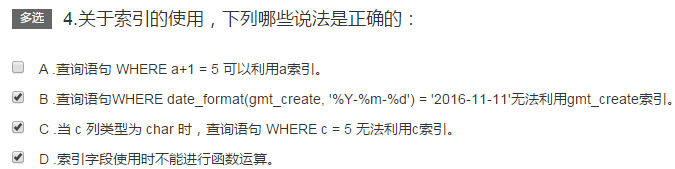 多选 4.关于索引的使用，下列哪些说法是正确的：
A .查询语句 WHERE a+1 = 5 可以利用a索引。
B .查询语句WHERE date_format(gmt_create, '%Y-%m-%d') = '2016-11-11'无法利用gmt_create索引。
C .当 c 列类型为 char 时，查询语句 WHERE c = 5 无法利用c索引。
D .索引字段使用时不能进行函数运算。